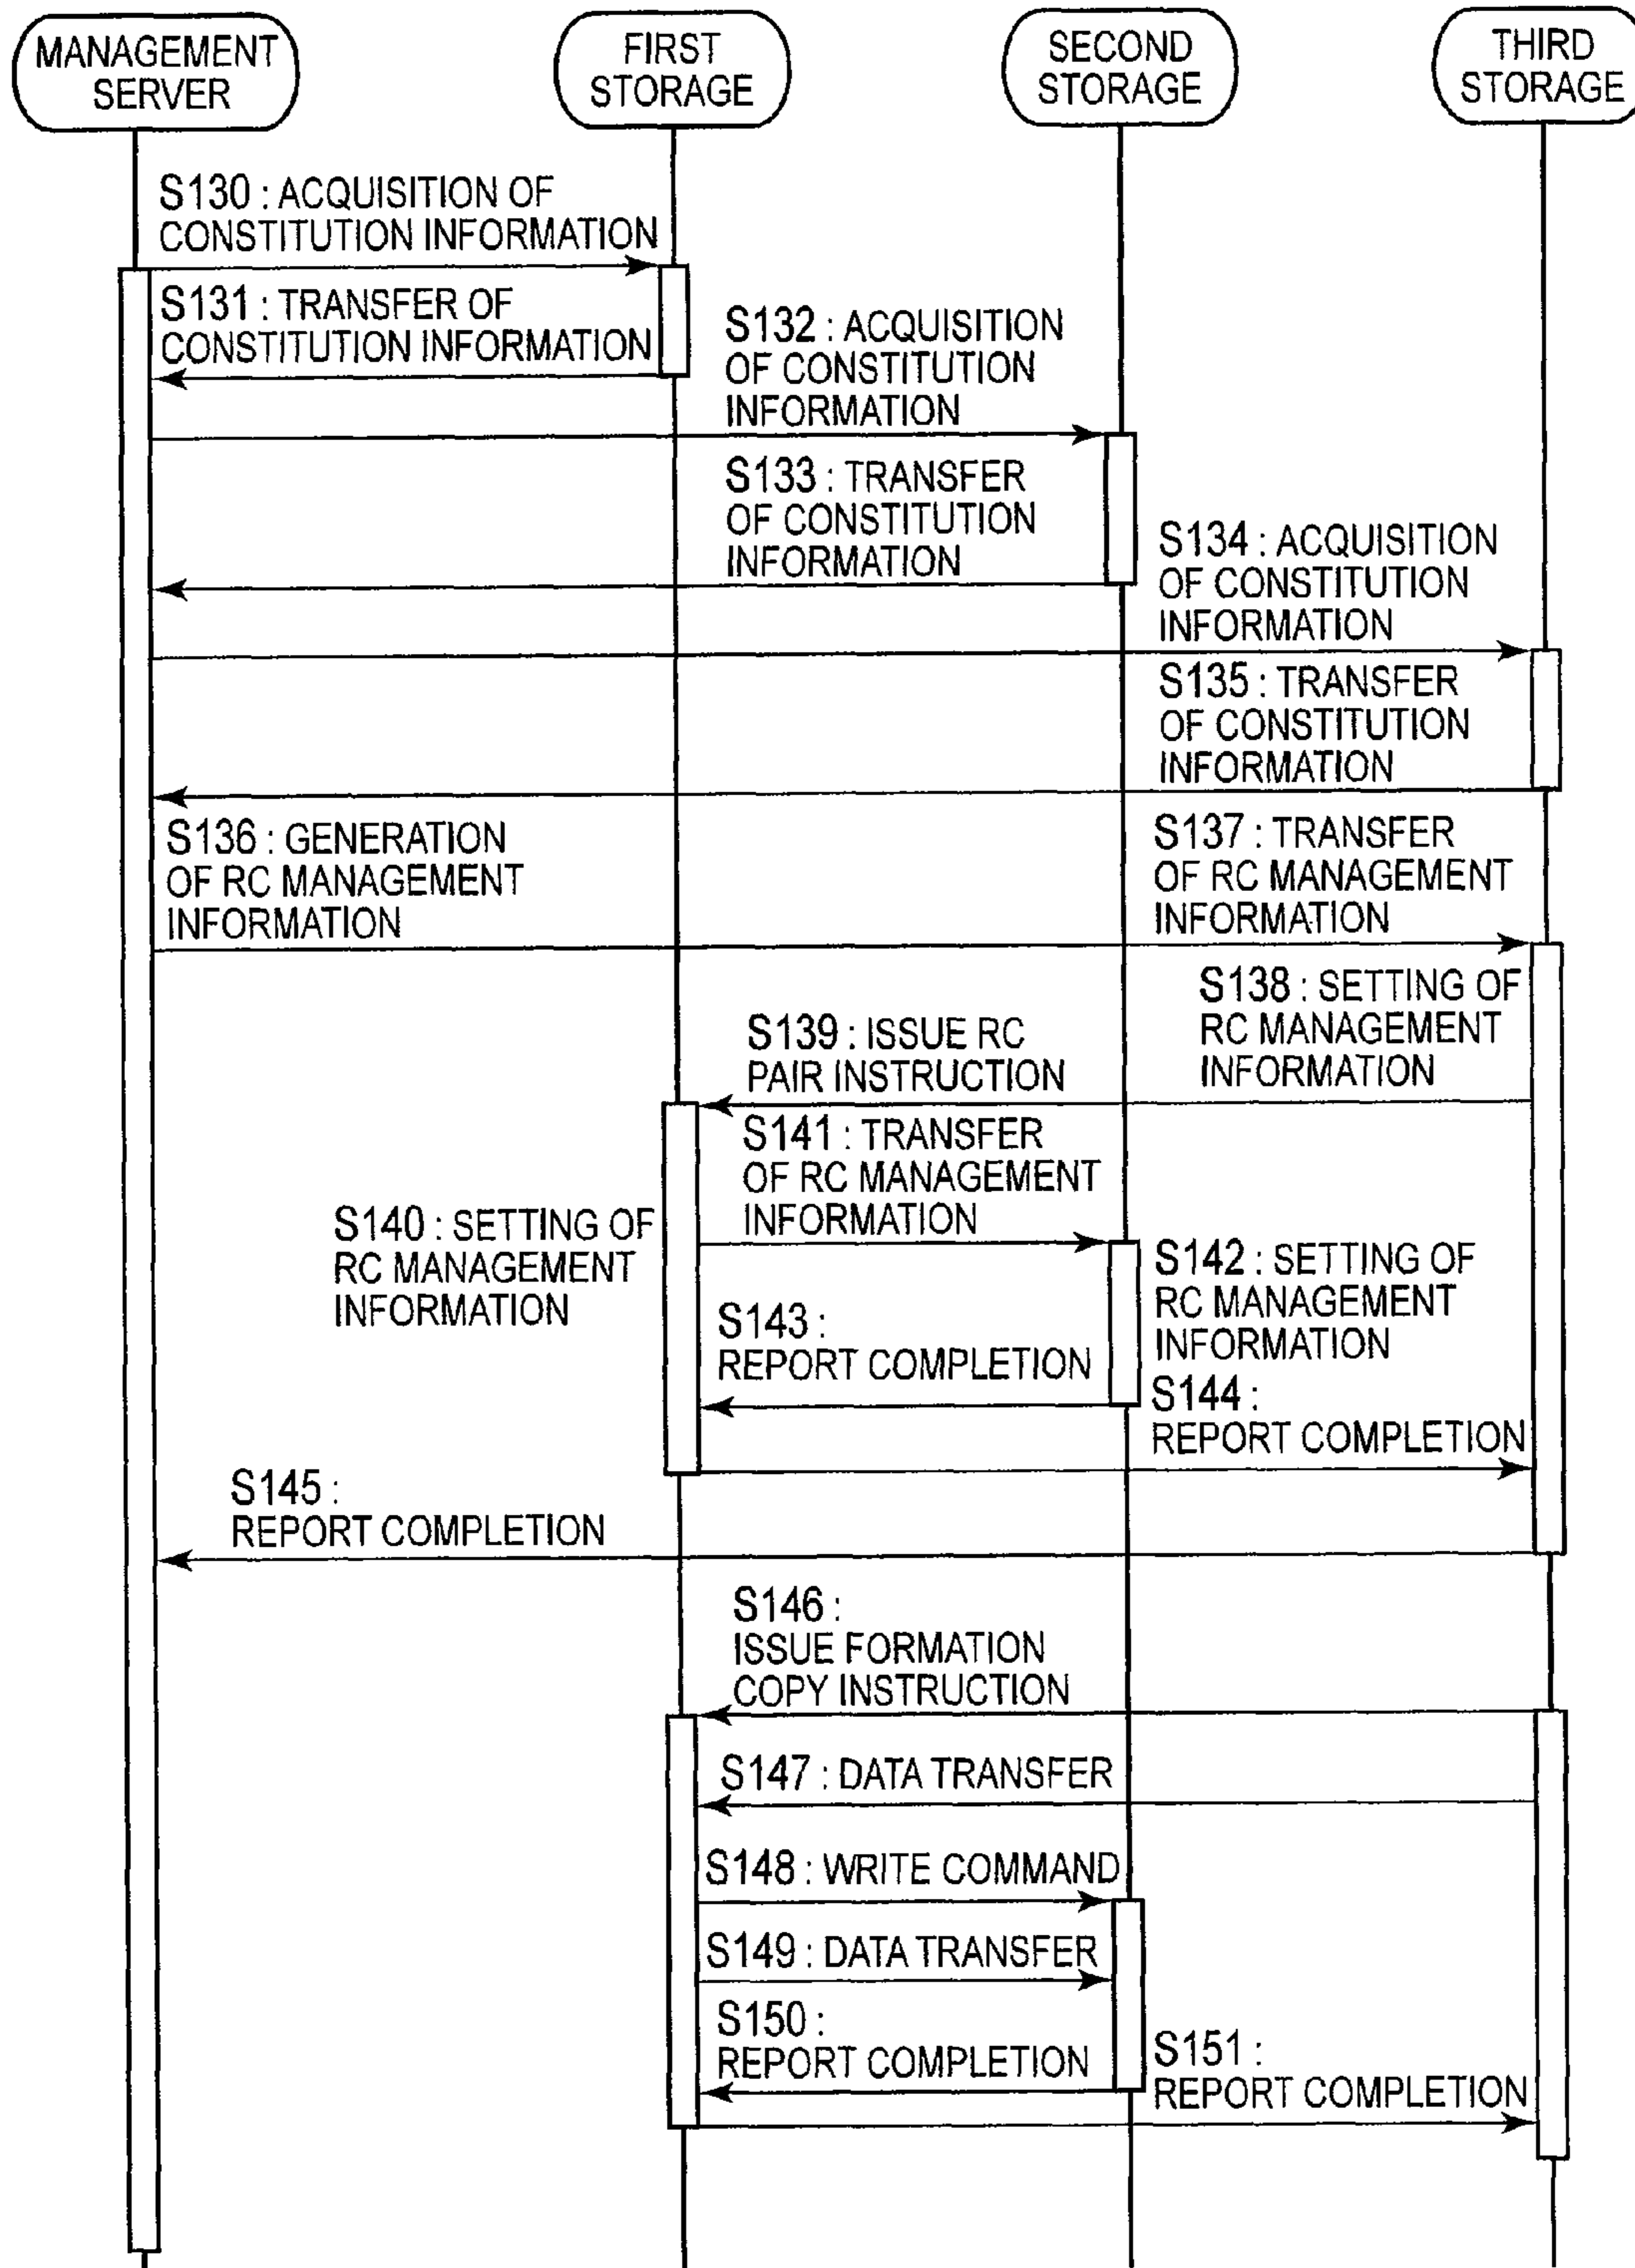 MANAGEMENT
SERVER
FIRST
STORAGE
SECOND
STORAGE
THIRD
STORAGE
S130 : ACQUISITION OF
CONSTITUTION INFORMATION
S131 : TRANSFER OF
CONSTITUTION INFORMATION
S132 : ACQUISITION
OF CONSTITUTION
INFORMATION
S133 : TRANSFER
OF CONSTITUTION
INFORMATION
S134 : ACQUISITION
OF CONSTITUTION
INFORMATION
S135 : TRANSFER
OF CONSTITUTION
INFORMATION
S136 : GENERATION
OF RC MANAGEMENT
INFORMATION
S137 : TRANSFER
OF RC MANAGEMENT
INFORMATION
S138 : SETTING OF
RC MANAGEMENT
INFORMATION
S139 : ISSUE RC
PAIR INSTRUCTION
S141 : TRANSFER
OF RC MANAGEMENT
INFORMATION
S140 : SETTING OF
RC MANAGEMENT
INFORMATION
S142 : SETTING OF
RC MANAGEMENT
INFORMATION
S143 :
REPORT COMPLETION
S144 :
REPORT COMPLETION
S145 :
REPORT COMPLETION
S146 :
ISSUE FORMATION
COPY INSTRUCTION
S147 : DATA TRANSFER
S148 : WRITE COMMAND
S149 : DATA TRANSFER
S150 :
REPORT COMPLETION
S151 :
REPORT COMPLETION